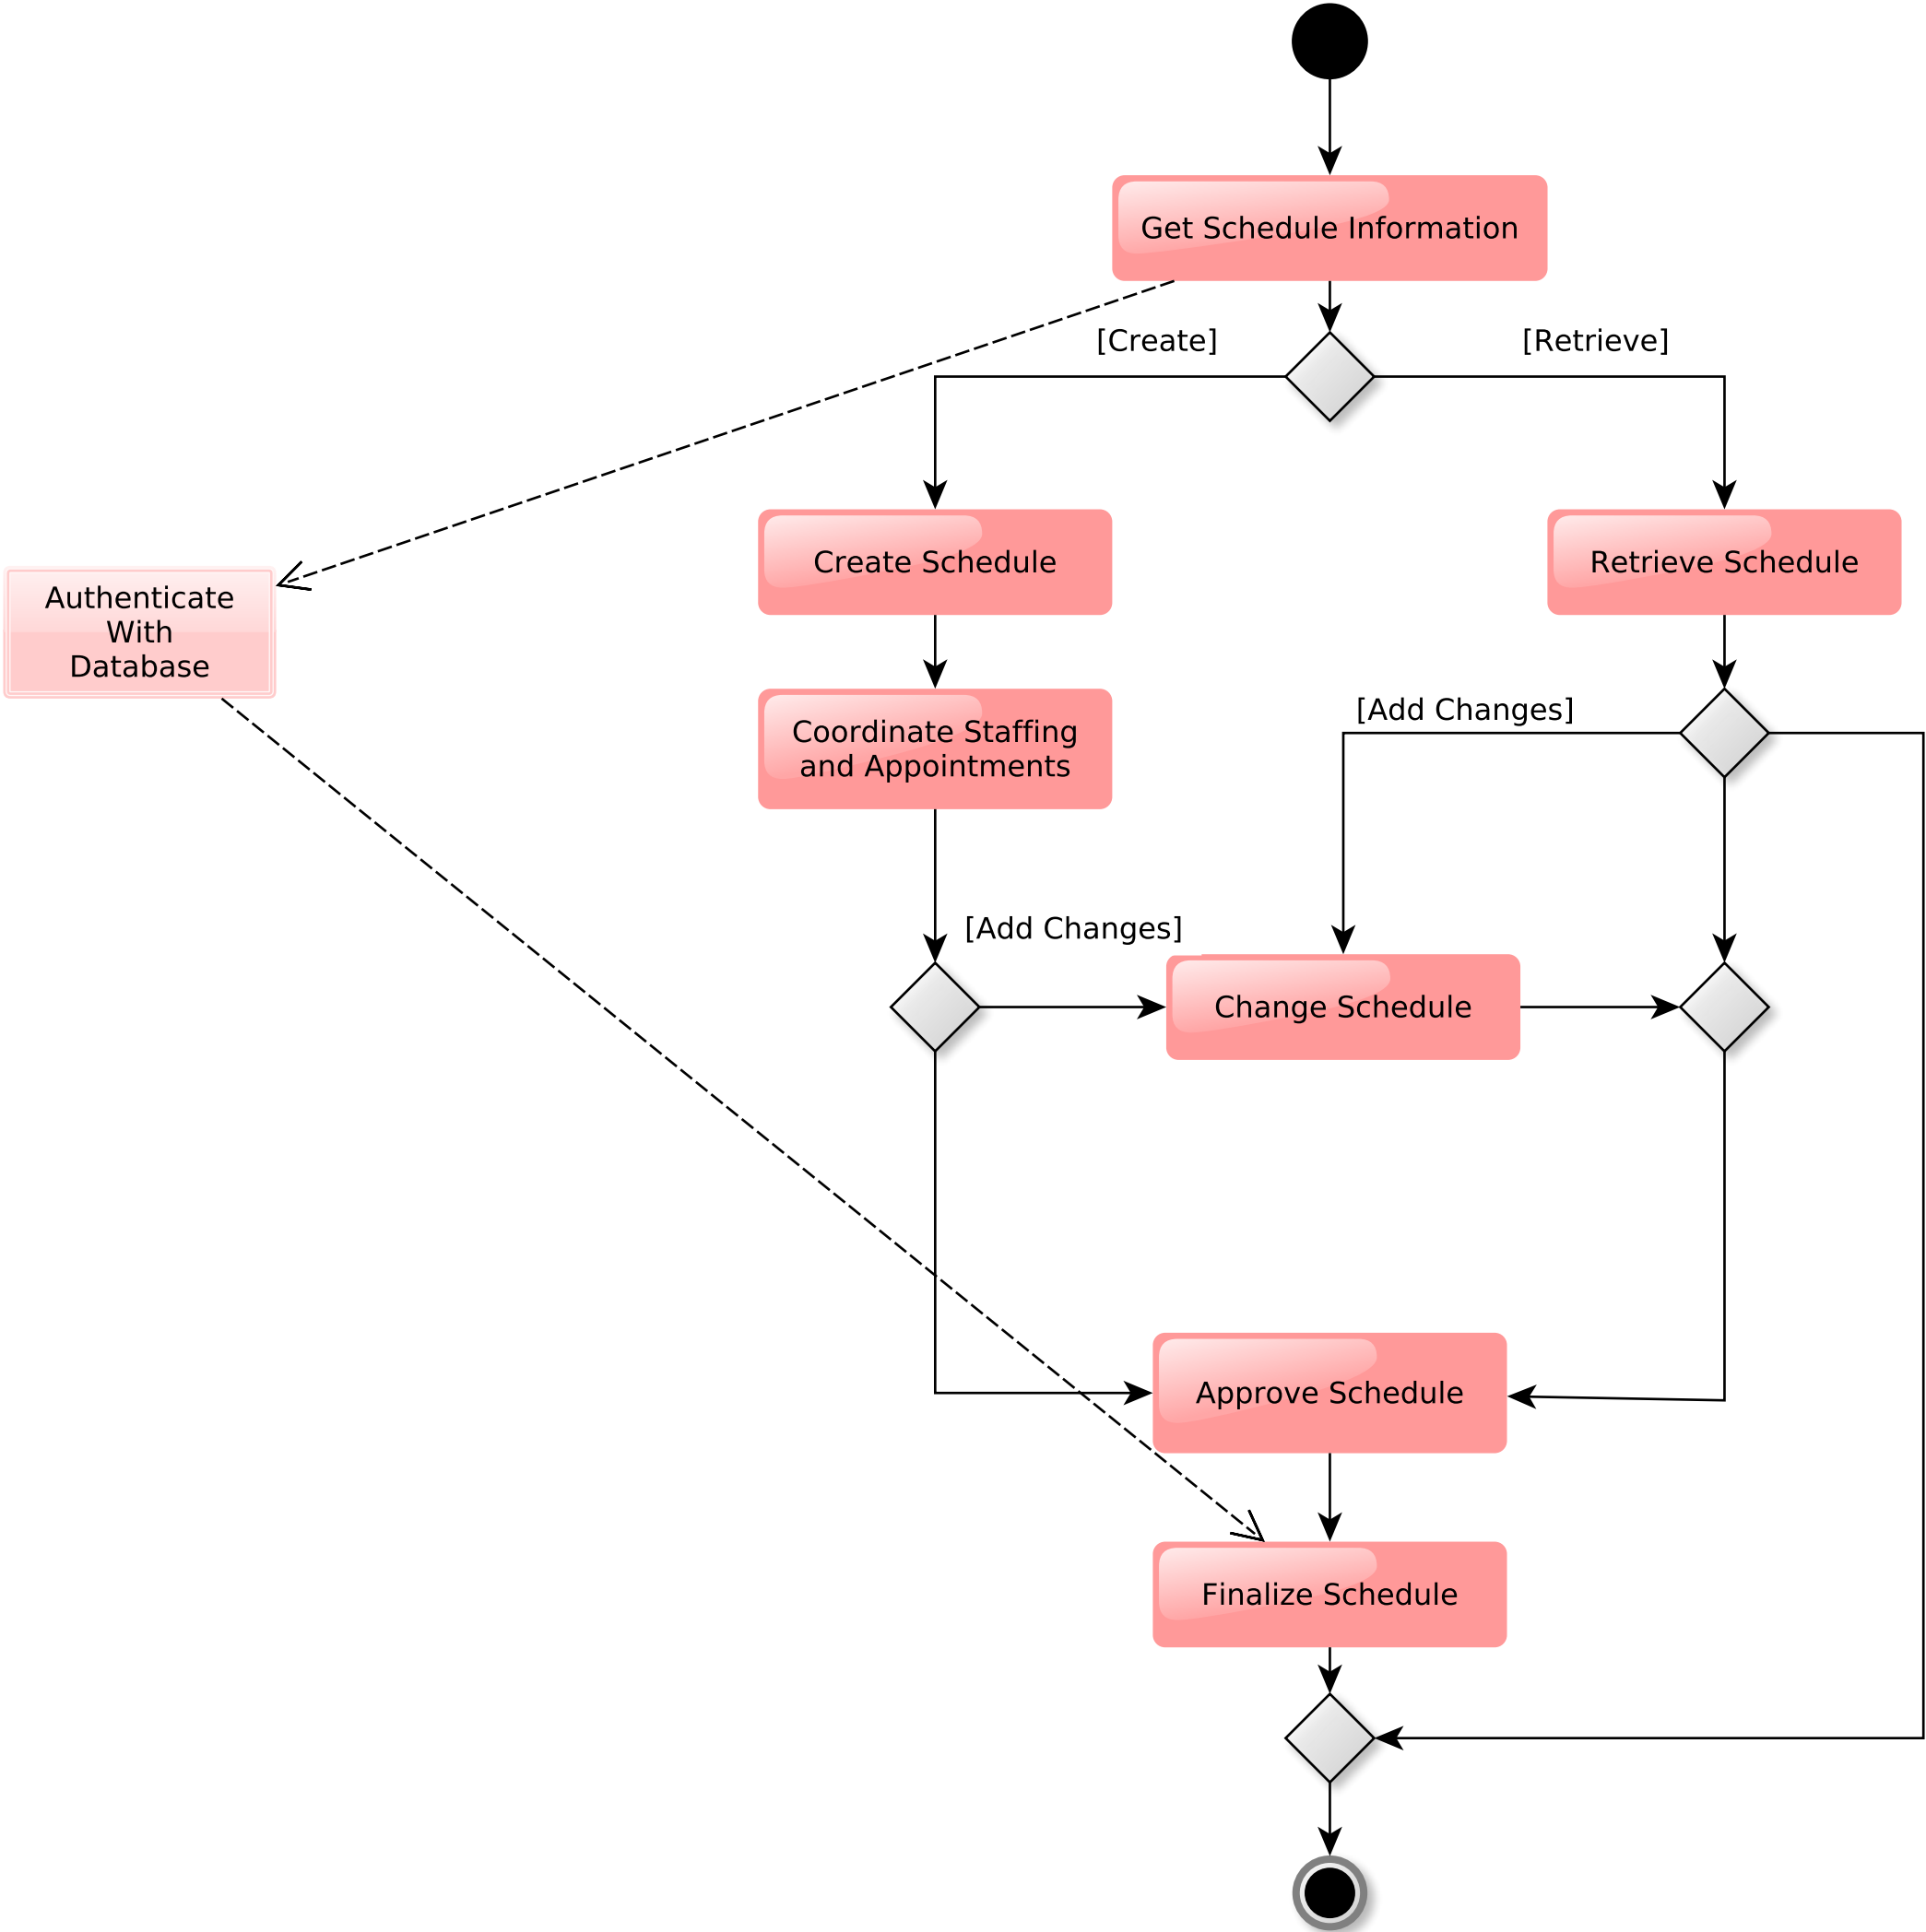 Get Schedule Information
[Create]
[Retrieve]
Create Schedule
Retrieve Schedule
Authenticate
With
Database
[Add Changes]
Coordinate Staffing
and Appointments
[Add Changes]
Change Schedule
Approve Schedule
Finalize Schedule